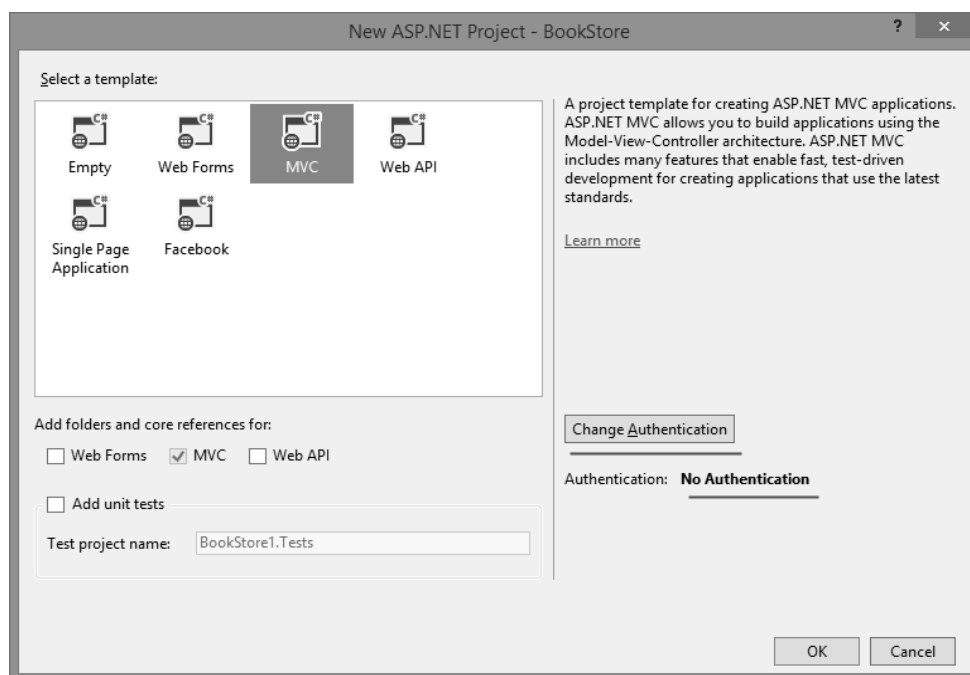 New ASP.NET Project - BookStore
?
×
Select a template:
C#
C#
C#
C#
Empty
Web Forms
MVC
Web API
C#
C#
Single Page
Application
Facebook
A project template for creating ASP.NET MVC applications.
ASP.NET MVC allows you to build applications using the
Model-View-Controller architecture. ASP.NET MVC
includes many features that enable fast, test-driven
development for creating applications that use the latest
standards.
Learn more
Add folders and core references for:
Web Forms
MVC
Web API
Add unit tests
Test project name:
BookStore1.Tests
Change Authentication
Authentication: No Authentication
OK
Cancel